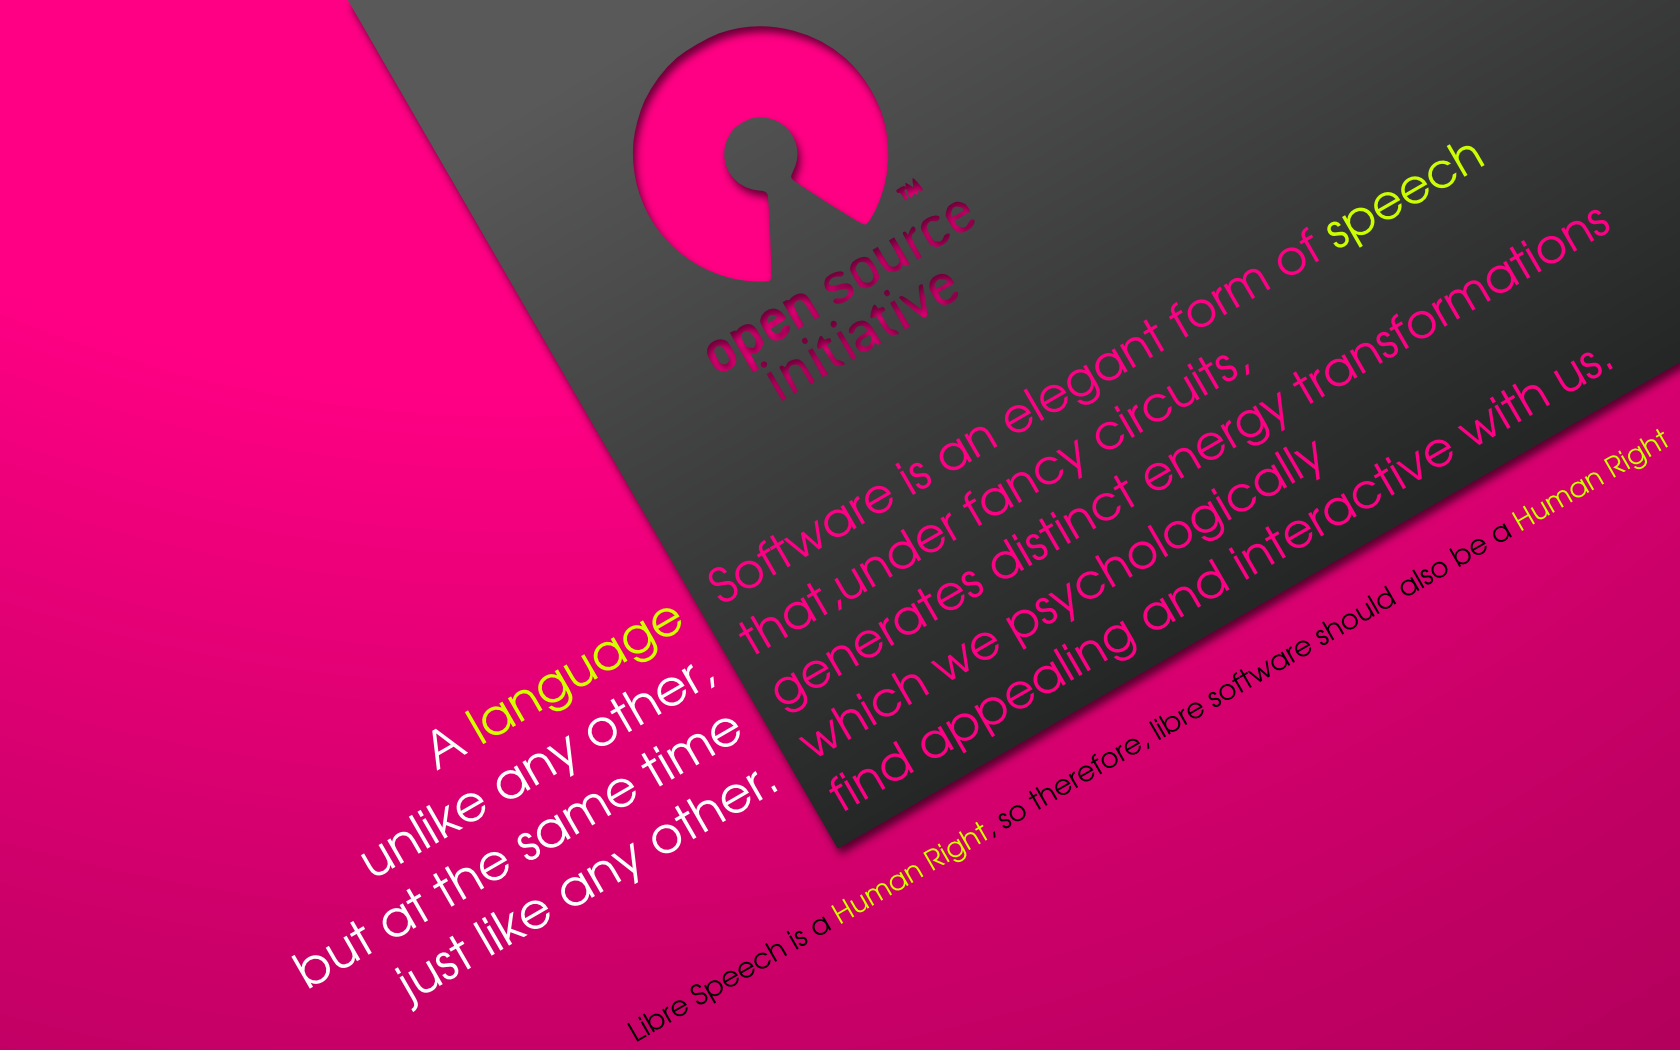 ™
open source
initiative
Software is an elegant form of speech
that,under fancy circuits,
generates distinct energy transformations
which we psychologically
find appealing and interactive with us.
A language
unlike any other,
but at the same time
just like any other.
Libre Speech is a Human Right, so therefore, libre software should also be a Human Right